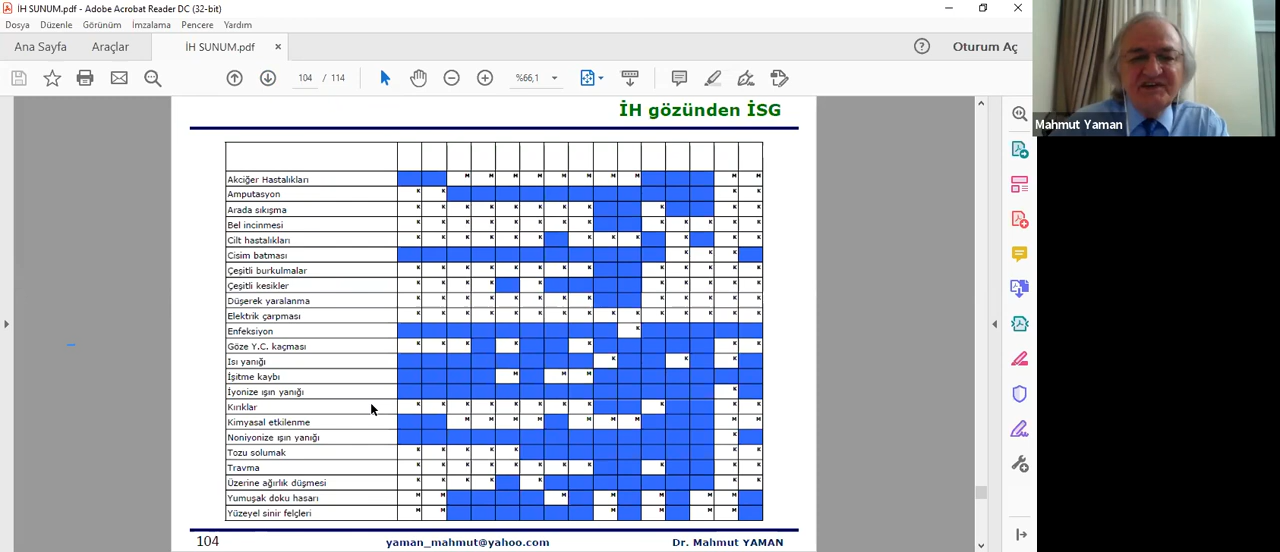 İH SUNUM.pdf - Adobe Acrobat Reader DC (32-bit)
Dosya Düzenle Görünüm İmzalama Pencere Yardım
Ana Sayfa Araçlar İH SUNUM.pdf × Oturum Aç
104 / 114 %66,1
Mahmut Yaman
İH gözünden İSG
Akciğer Hastalıkları M M M M M M M M M M
Amputasyon K K K K
Arada sıkışma K K K K K K K K K K K
Bel incinmesi K K K K K K K K K K K K K
Cilt hastalıkları K K K K K K K K K K K K
Cisim batması K K K
Çeşitli burkulmalar K K K K K K K K K K K K K
Çeşitli kesikler K K K K K K K K K K
Düşerek yaralanma K K K K K K K K K K K K K
Elektrik çarpması K K K K K K K K K K K K K K K
Enfeksiyon K
Göze Y.C. kaçması K K K K K K K
Isı yanığı K K K
İşitme kaybı M M M
İyonize ışın yanığı K
Kırıklar K K K K K K K K K K K
Kimyasal etkilenme M M M M M M M M M
Noniyonize ışın yanığı K
Tozu solumak K K K K K K K
Travma K K K K K K K K K K K
Üzerine ağırlık düşmesi K K K K K K K
Yumuşak doku hasarı M M M M M M M
Yüzeyel sinir felçleri M M M M M
104 yaman_mahmut@yahoo.com Dr. Mahmut YAMAN